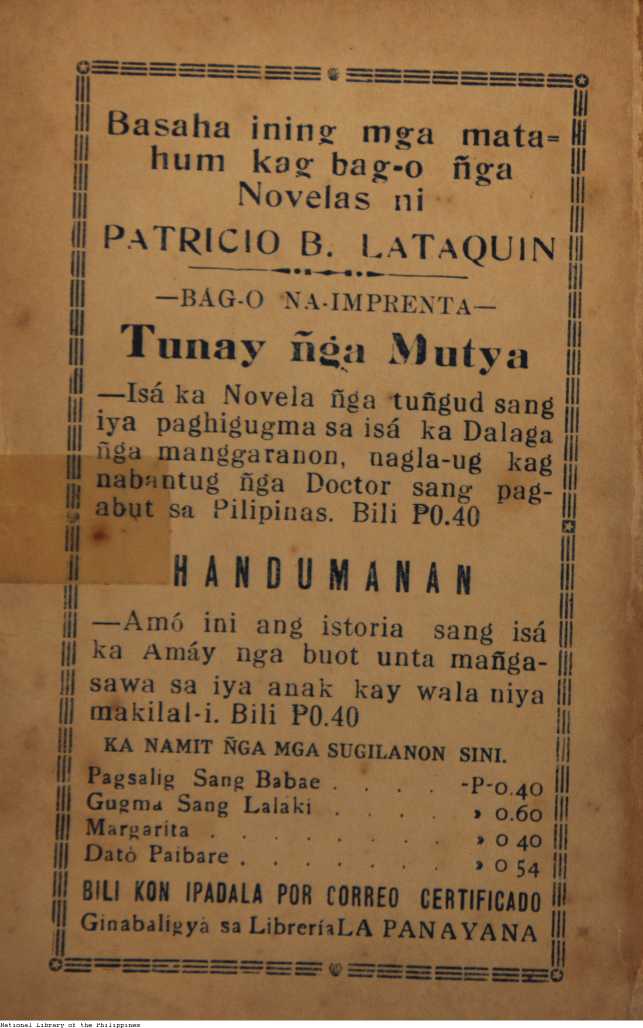 Basaha ining mga mata=
hum kag bag-o ñga
Novelas ni
PATRICIO B. LATAQUIN
—BAG-O NA-IMPRENTA—
Tunay ñga Mutya
—Isá ka Novela ñga tuñgud sang
iya paghigugma sa isá ka Dalaga
ñga manggaranon, nagla-ug kag
nabantug ñga Doctor sang pag-
abut sa Pilipinas. Bili ₱0.40
HANDUMANAN
—Amó ini ang istoria sang isá
ka Amáy nga buot unta mañga-
sawa sa iya anak kay wala niya
makilal-i. Bili ₱0.40
KA NAMIT ÑGA MGA SUGILANON SINI.
Pagsalig Sang Babae . . . . -P-0.40
Gugma Sang Lalaki . . . . » 0.60
Margarita . . . . . . . » 0 40
Datò Paibare . . . . . . . » 0 54
BILI KON IPADALA POR CORREO CERTIFICADO
Ginabaligyà sa Librería LA PANAYANA
National Library of the Philippines